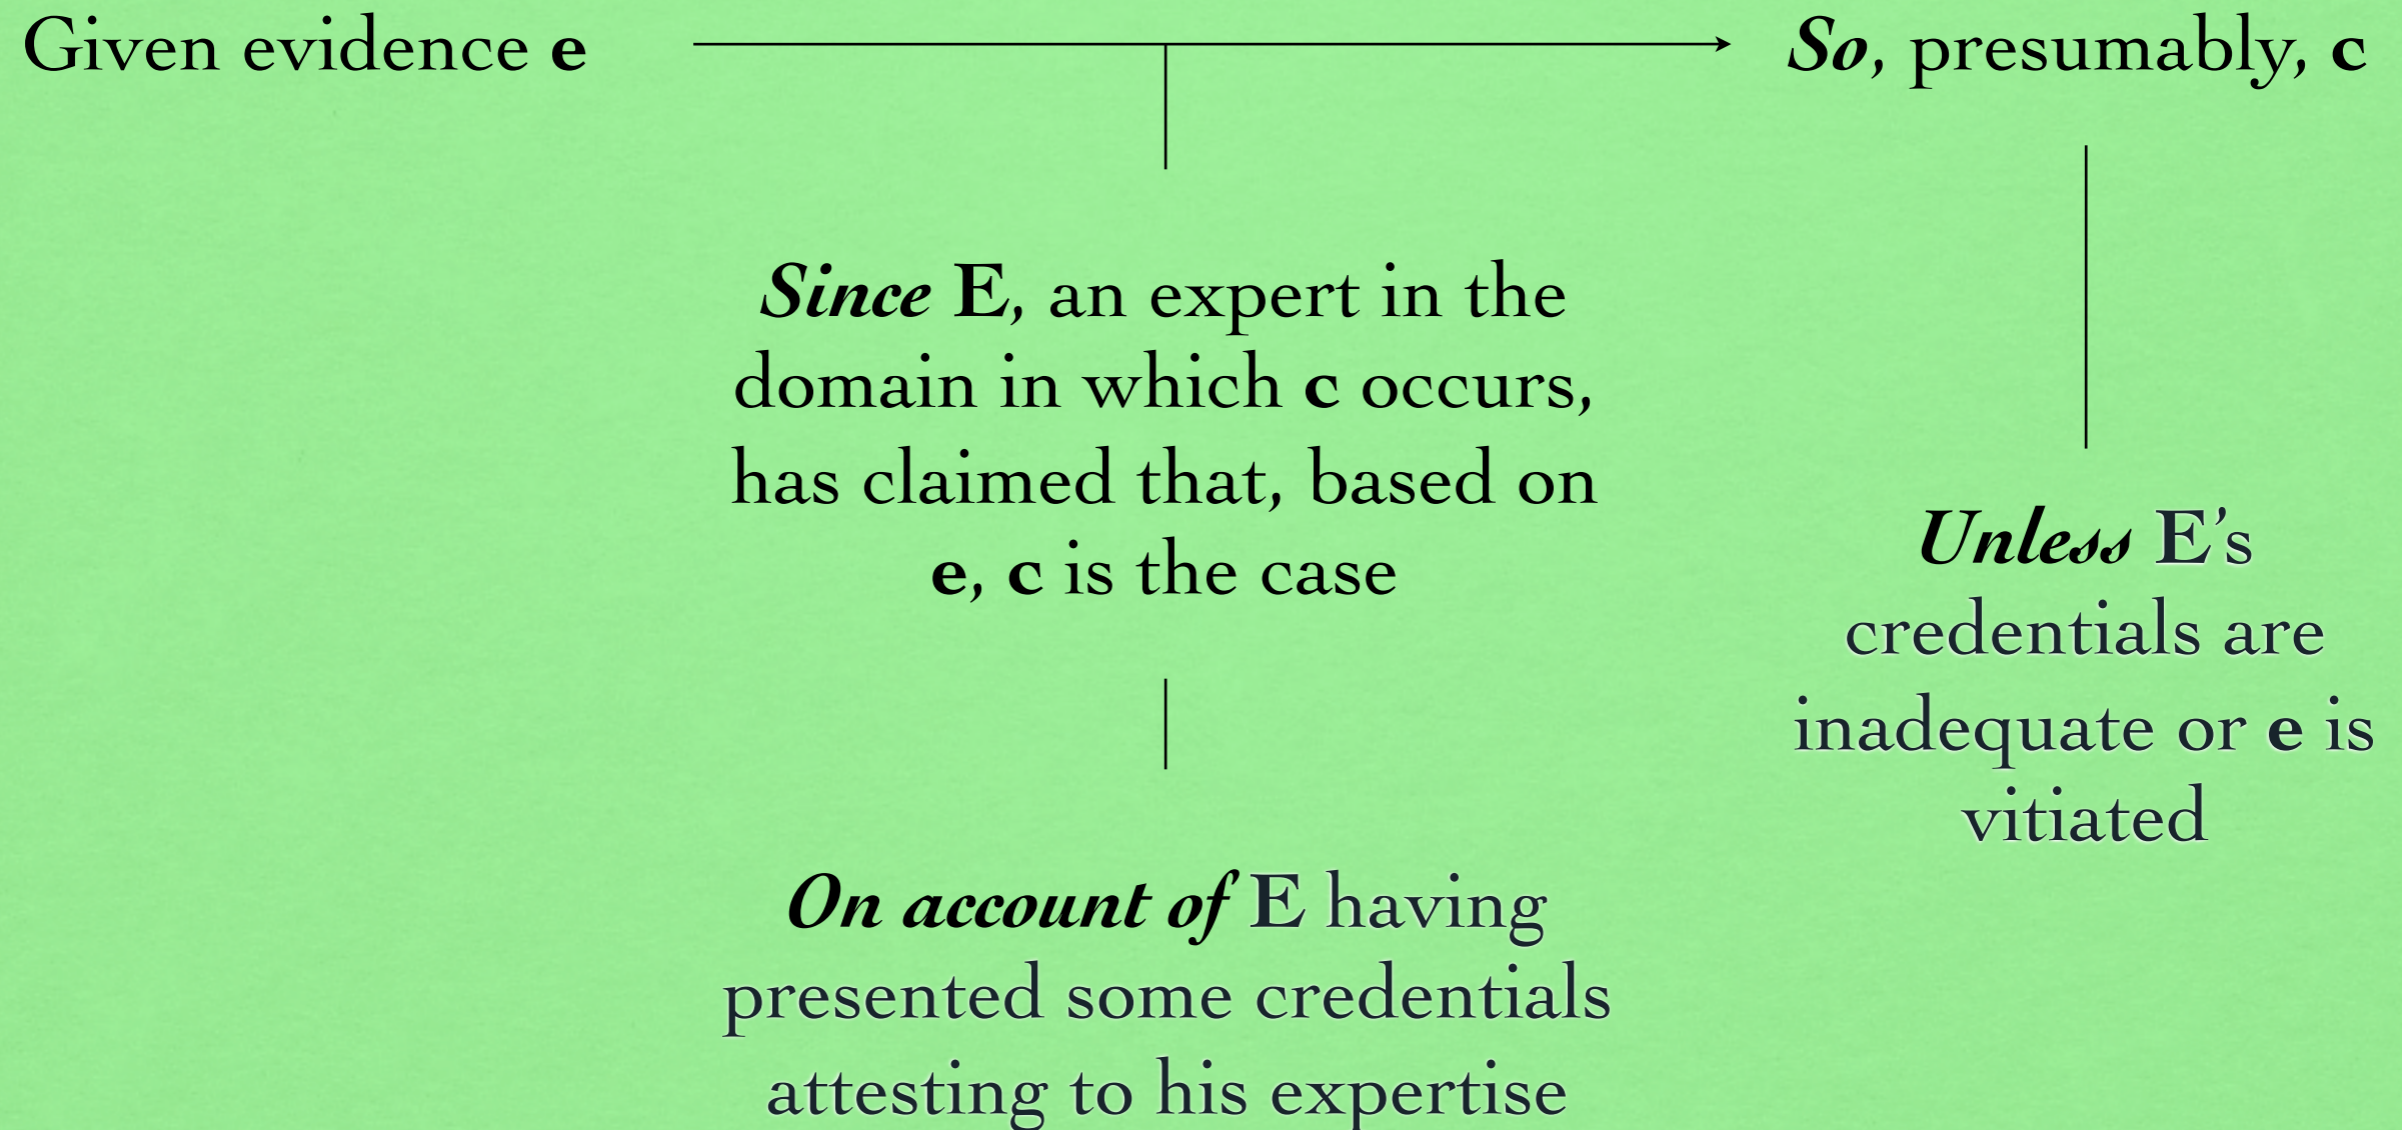 Given evidence e
So, presumably, c
Since E, an expert in the
domain in which c occurs,
has claimed that, based on
e, c is the case
Unless E’s
credentials are
inadequate or e is
vitiated
On account of E having
presented some credentials
attesting to his expertise